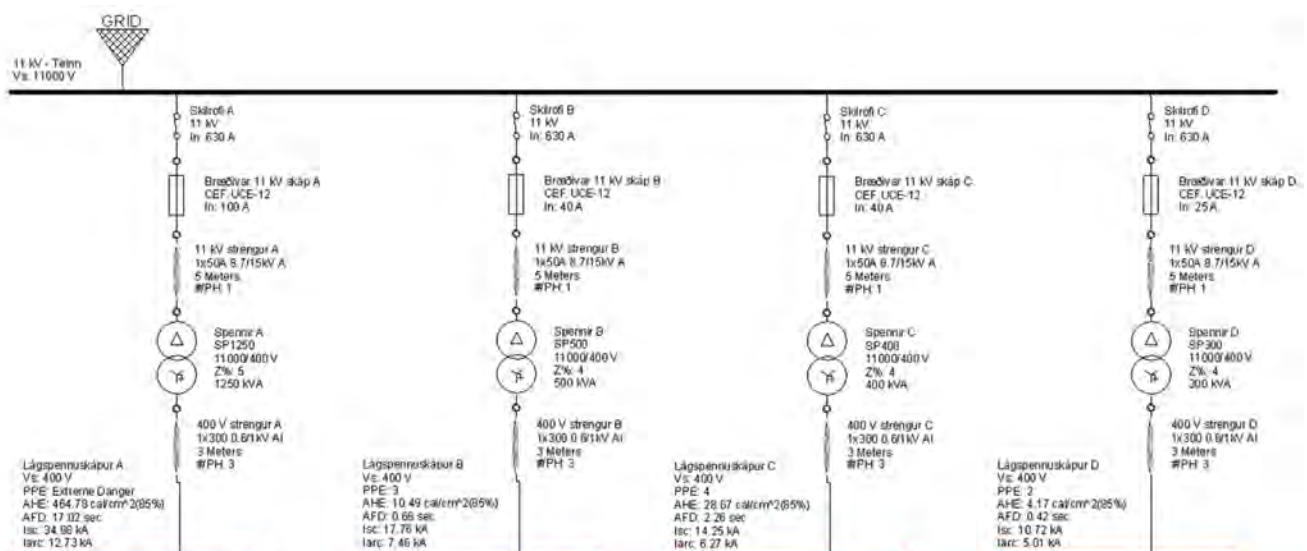 GRID
11 kV - Teinn
Vs: 11000 V
Skilrofi A
11 kV
In: 630 A
Bræðivar 11 kV skáp A
CEF UCE-12
In: 100 A
11 kV strengur A
1x50A 8.7/15kV A
5 Meters
#/PH: 1
Spennir A
SP1250
11000/400 V
Z%: 5
1250 kVA
400 V strengur A
1x300 0.6/1kV Al
3 Meters
#/PH: 3
Lágspennuskápur A
Vs: 400 V
PPE: Extreme Danger
AHE: 464.78 cal/cm^2(85%)
AFD: 17.02 sec
Isc: 34.98 kA
Iarc: 12.73 kA
Skilrofi B
11 kV
In: 630 A
Bræðivar 11 kV skáp B
CEF UCE-12
In: 40 A
11 kV strengur B
1x50A 8.7/15kV A
5 Meters
#/PH: 1
Spennir B
SP500
11000/400 V
Z%: 4
500 kVA
400 V strengur B
1x300 0.6/1kV Al
3 Meters
#/PH: 3
Lágspennuskápur B
Vs: 400 V
PPE: 3
AHE: 10.49 cal/cm^2(85%)
AFD: 0.66 sec
Isc: 17.76 kA
Iarc: 7.46 kA
Skilrofi C
11 kV
In: 630 A
Bræðivar 11 kV skáp C
CEF UCE-12
In: 40 A
11 kV strengur C
1x50A 8.7/15kV A
5 Meters
#/PH: 1
Spennir C
SP400
11000/400 V
Z%: 4
400 kVA
400 V strengur C
1x300 0.6/1kV Al
3 Meters
#/PH: 3
Lágspennuskápur C
Vs: 400 V
PPE: 4
AHE: 28.67 cal/cm^2(85%)
AFD: 2.26 sec
Isc: 14.25 kA
Iarc: 6.27 kA
Skilrofi D
11 kV
In: 630 A
Bræðivar 11 kV skáp D
CEF UCE-12
In: 25 A
11 kV strengur D
1x50A 8.7/15kV A
5 Meters
#/PH: 1
Spennir D
SP300
11000/400 V
Z%: 4
300 kVA
400 V strengur D
1x300 0.6/1kV Al
3 Meters
#/PH: 3
Lágspennuskápur D
Vs: 400 V
PPE: 2
AHE: 4.17 cal/cm^2(85%)
AFD: 0.42 sec
Isc: 10.72 kA
Iarc: 5.01 kA